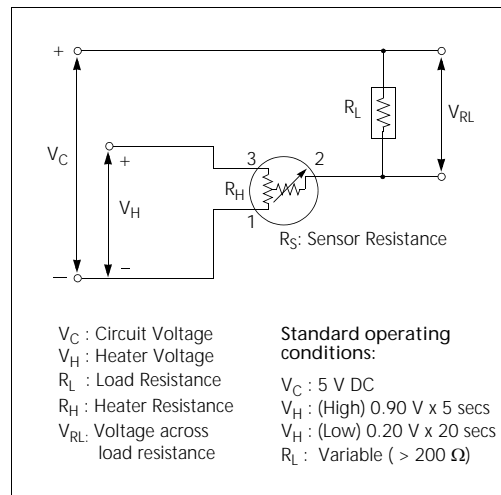 +
R_L
V_RL
V_C
+
3
2
R_H
V_H
1
R_S: Sensor Resistance
–
—
V_C : Circuit Voltage
V_H : Heater Voltage
R_L : Load Resistance
R_H : Heater Resistance
V_RL: Voltage across
load resistance
Standard operating
conditions:
V_C : 5 V DC
V_H : (High) 0.90 V x 5 secs
V_H : (Low) 0.20 V x 20 secs
R_L : Variable ( > 200 Ω)